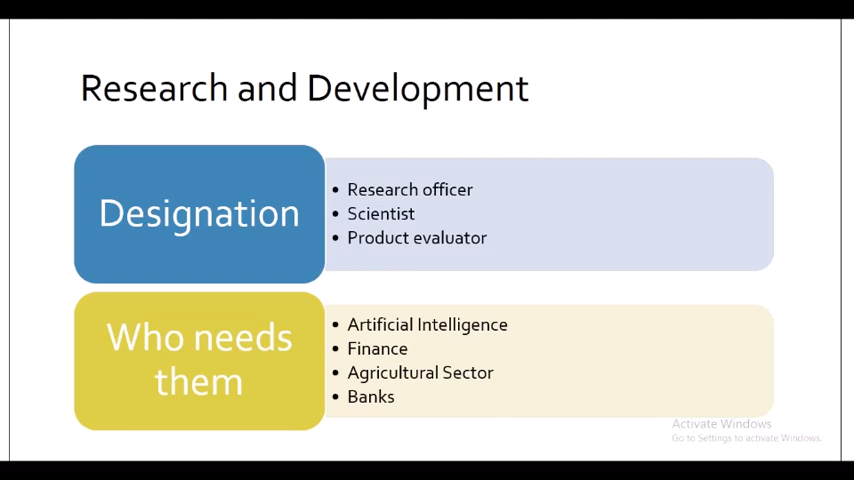 Research and Development
Designation
• Research officer
• Scientist
• Product evaluator
Who needs
them
• Artificial Intelligence
• Finance
• Agricultural Sector
• Banks
Activate Windows
Go to Settings to activate Windows.